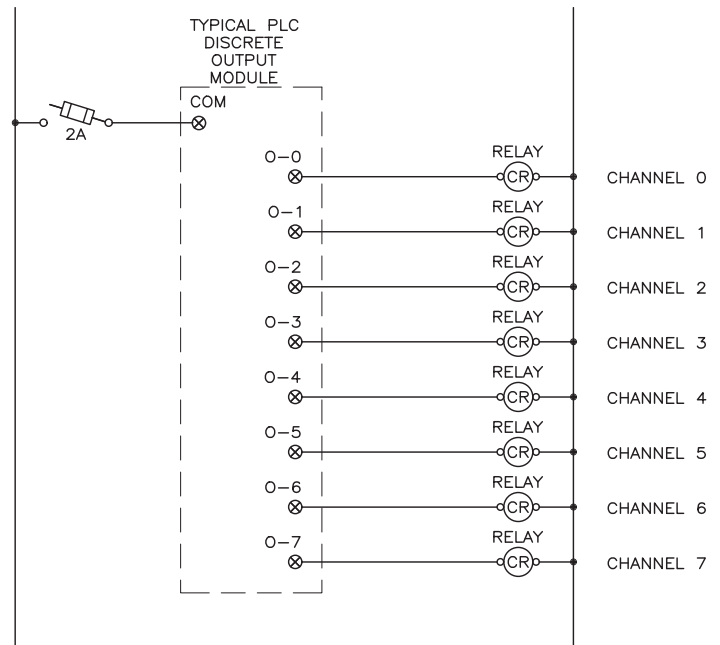 TYPICAL PLC
DISCRETE
OUTPUT
MODULE
COM
2A
O-0
RELAY
CR
CHANNEL 0
O-1
RELAY
CR
CHANNEL 1
O-2
RELAY
CR
CHANNEL 2
O-3
RELAY
CR
CHANNEL 3
O-4
RELAY
CR
CHANNEL 4
O-5
RELAY
CR
CHANNEL 5
O-6
RELAY
CR
CHANNEL 6
O-7
RELAY
CR
CHANNEL 7